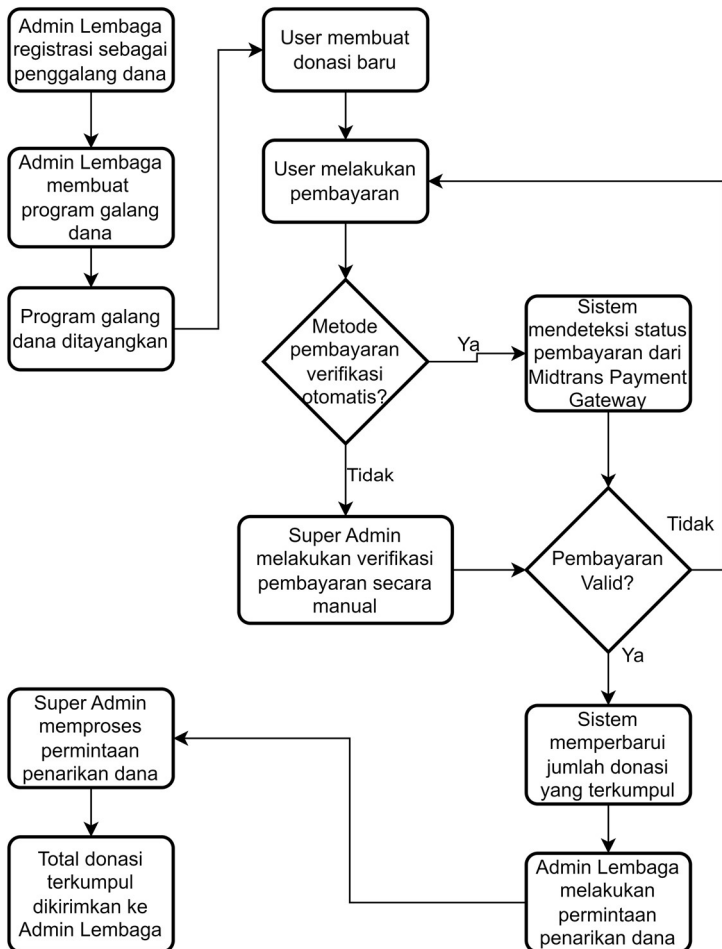 Admin Lembaga
registrasi sebagai
penggalang dana
Admin Lembaga
membuat
program galang
dana
Program galang
dana ditayangkan
User membuat
donasi baru
User melakukan
pembayaran
Metode
pembayaran
verifikasi
otomatis?
Ya
Sistem
mendeteksi status
pembayaran dari
Midtrans Payment
Gateway
Tidak
Super Admin
melakukan verifikasi
pembayaran secara
manual
Pembayaran
Valid?
Tidak
Ya
Sistem
memperbarui
jumlah donasi
yang terkumpul
Admin Lembaga
melakukan
permintaan
penarikan dana
Super Admin
memproses
permintaan
penarikan dana
Total donasi
terkumpul
dikirimkan ke
Admin Lembaga